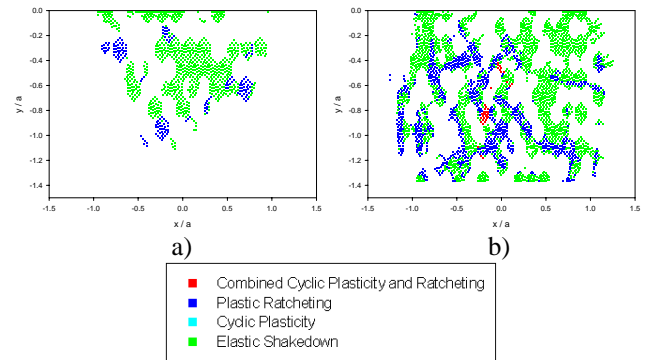 0.0
-0.2
-0.4
-0.6
-0.8
-1.0
-1.2
-1.4
y / a
-1.5 -1.0 -0.5 0.0 0.5 1.0 1.5
x / a
a)
0.0
-0.2
-0.4
-0.6
-0.8
-1.0
-1.2
-1.4
y / a
-1.5 -1.0 -0.5 0.0 0.5 1.0 1.5
x / a
b)
Combined Cyclic Plasticity and Ratcheting
Plastic Ratcheting
Cyclic Plasticity
Elastic Shakedown